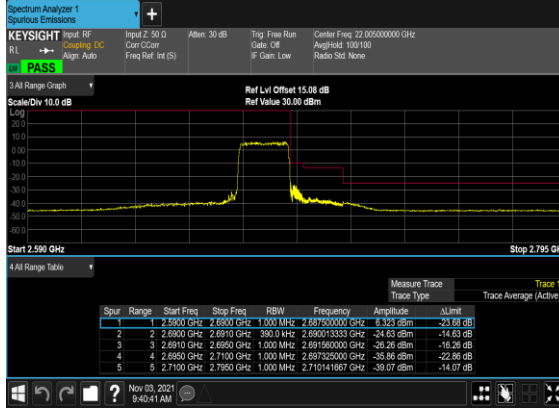 Spectrum Analyzer 1
Spurious Emissions
KEYSIGHT Input: RF Input Z: 50 Ω Atten: 30 dB Trig: Free Run Center Freq: 22.005000000 GHz
RL Coupling: DC Corr CCorr Gate: Off Avg|Hold: 100/100
Align: Auto Freq Ref: Int (S) IF Gain: Low Radio Std: None
PASS
3 All Range Graph Ref Lvl Offset 15.08 dB
Scale/Div 10.0 dB Ref Value 30.00 dBm
Log
20.0
10.0
0.00
-10.0
-20.0
-30.0
-40.0
-50.0
-60.0
Start 2.590 GHz Stop 2.795 GH
4 All Range Table
Measure Trace Trace 1
Trace Type Trace Average (Active
Spur Range Start Freq Stop Freq RBW Frequency Amplitude ΔLimit
1 1 2.5900 GHz 2.6900 GHz 1.000 MHz 2.687500000 GHz 6.323 dBm -23.68 dB
2 2 2.6900 GHz 2.6910 GHz 390.0 kHz 2.690013333 GHz -24.63 dBm -14.63 dB
3 3 2.6910 GHz 2.6950 GHz 1.000 MHz 2.691560000 GHz -26.26 dBm -16.26 dB
4 4 2.6950 GHz 2.7100 GHz 1.000 MHz 2.697325000 GHz -35.86 dBm -22.86 dB
5 5 2.7100 GHz 2.7950 GHz 1.000 MHz 2.710141667 GHz -39.07 dBm -14.07 dB
Nov 03, 2021
9:40:41 AM